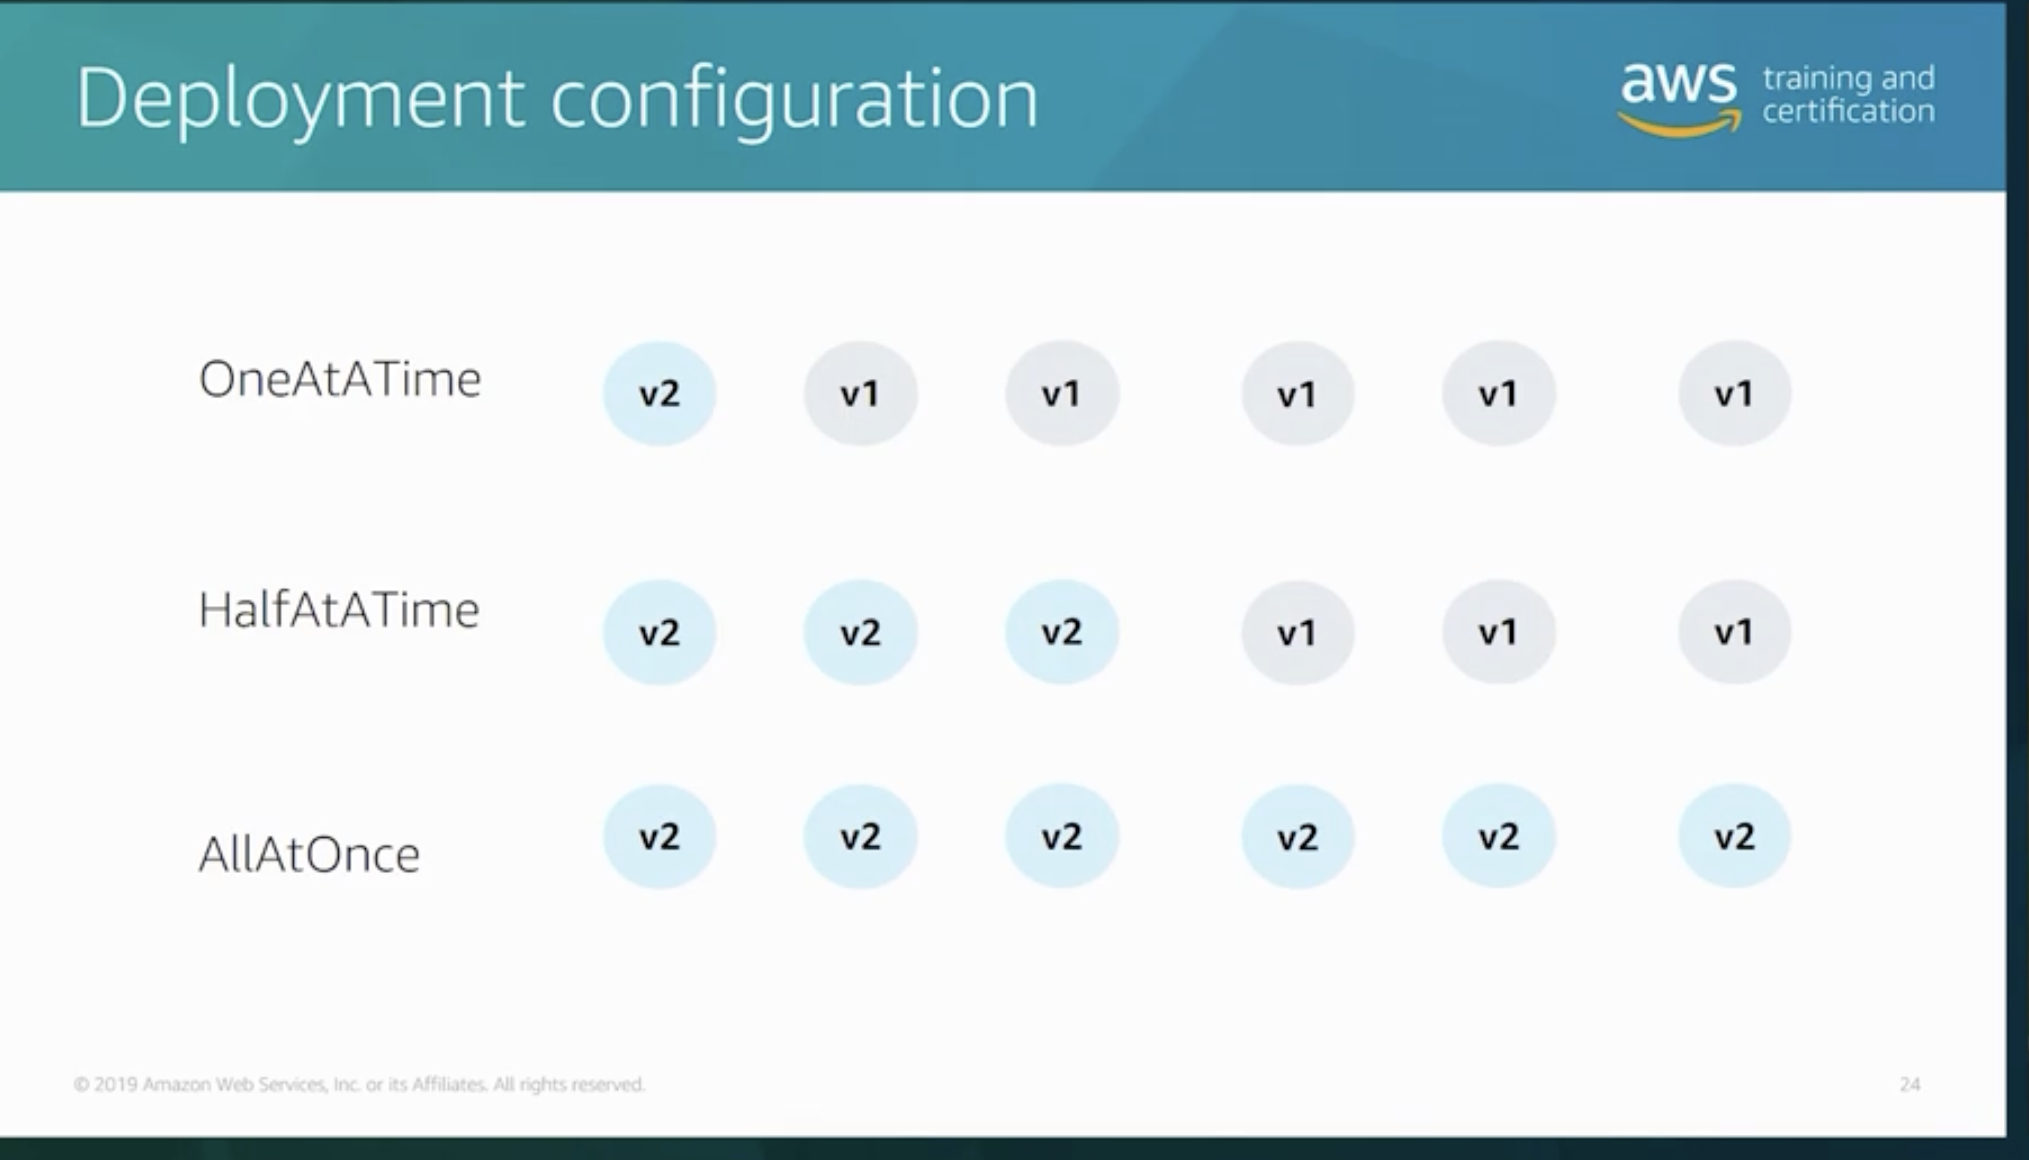 Deployment configuration
aws training and
certification
OneAtATime v2 v1 v1 v1 v1 v1
HalfAtATime v2 v2 v2 v1 v1 v1
AllAtOnce v2 v2 v2 v2 v2 v2
© 2019 Amazon Web Services, Inc. or its Affiliates. All rights reserved. 24